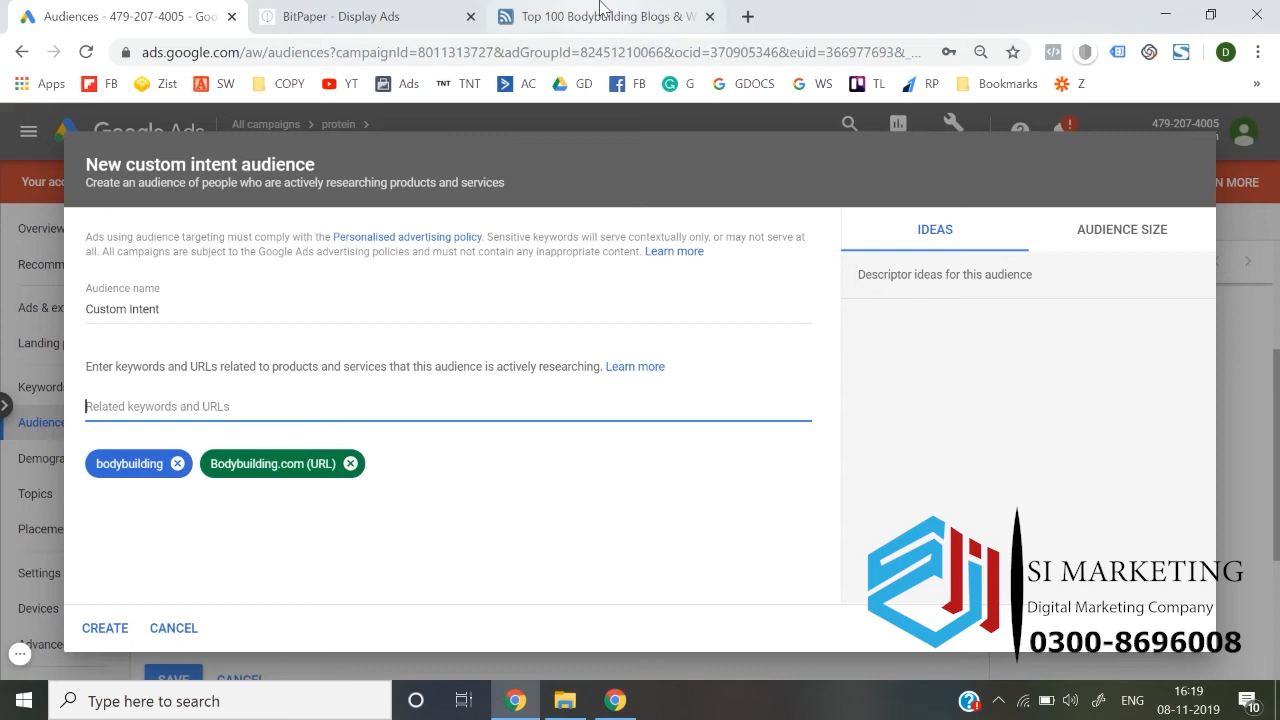 Audiences - 479-207-4005
BitPaper - Display Ads
Top 100 Bodybuilding Blogs & W
ads.google.com/aw/audiences?campaignId=8011313727&adGroupId=82451210066&ocid=370905346&euid=366977693&_...
D
Apps
FB
Zist
SW
COPY
YT
Ads
TNT TNT
AC
GD
FB
G
GDOCS
WS
TL
RP
Bookmarks
Z
»
Google Ads
All campaigns
protein
479-207-4005
Your acc
N MORE
New custom intent audience
Create an audience of people who are actively researching products and services
Overview
Recomm
Ads & ex
Landing p
Keywords
Audience
Demogra
Topics
Placeme
Settings
Devices
Advance
Ads using audience targeting must comply with the Personalised advertising policy. Sensitive keywords will serve contextually only, or may not serve at
all. All campaigns are subject to the Google Ads advertising policies and must not contain any inappropriate content. Learn more
Audience name
Custom Intent
Enter keywords and URLs related to products and services that this audience is actively researching. Learn more
Related keywords and URLs
bodybuilding
Bodybuilding.com (URL)
CREATE
CANCEL
IDEAS
AUDIENCE SIZE
Descriptor ideas for this audience
SI MARKETING
Digital Marketing Company
0300-8696008
SAVE
CANCEL
Type here to search
ENG
16:19
08-11-2019
10